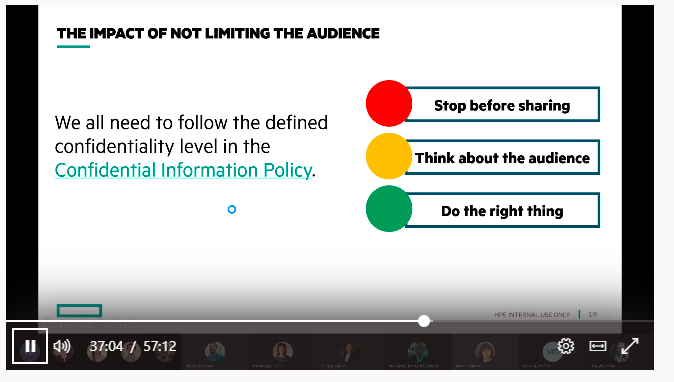 THE IMPACT OF NOT LIMITING THE AUDIENCE
We all need to follow the defined
confidentiality level in the
Confidential Information Policy.
Stop before sharing
Think about the audience
Do the right thing
HPE INTERNAL USE ONLY | 19
37:04 / 57:12